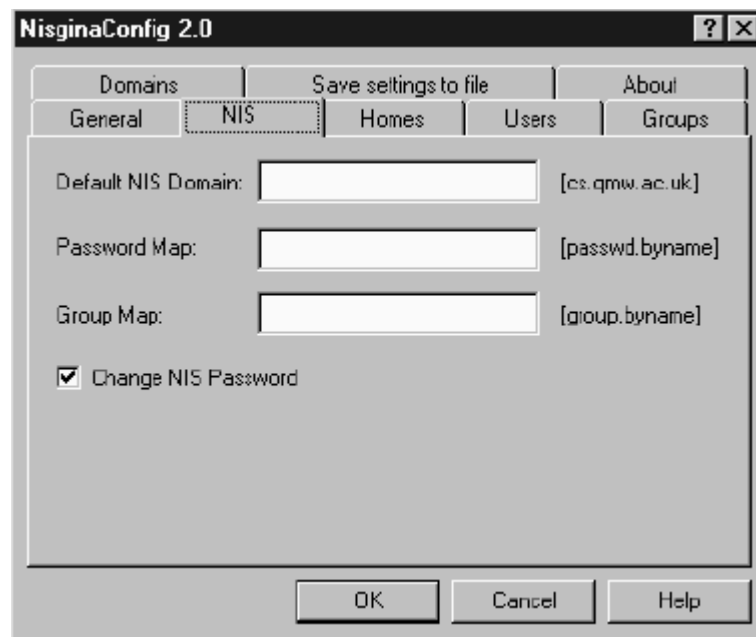 NisginaConfig 2.0
Domains Save settings to file About
General NIS Homes Users Groups
Default NIS Domain: [cs.qmw.ac.uk]
Password Map: [passwd.byname]
Group Map: [group.byname]
Change NIS Password
OK Cancel Help